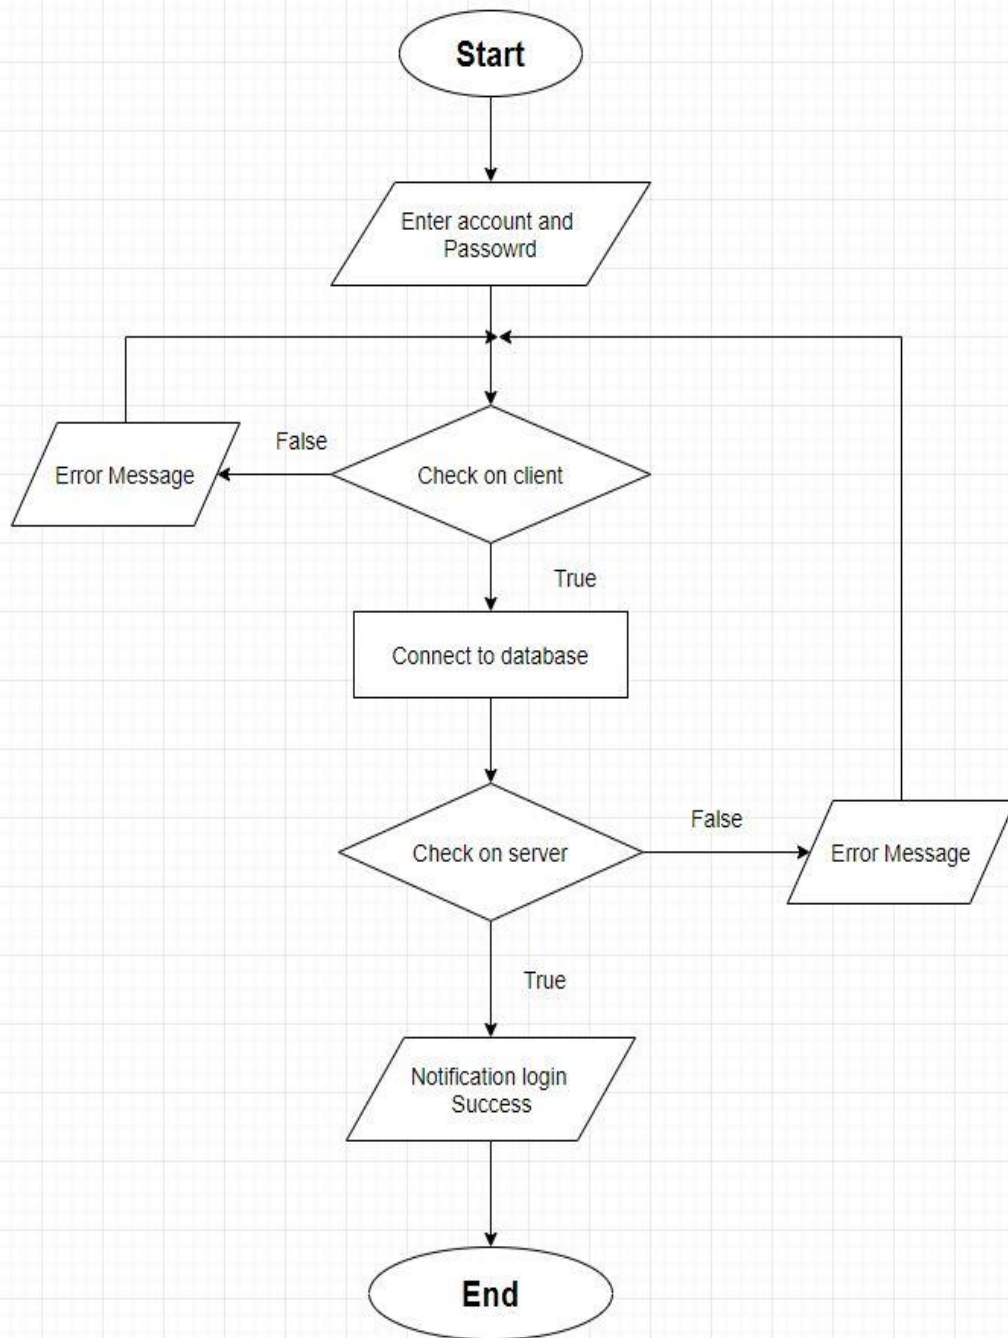 Start
Enter account and
Passowrd
False
Error Message
Check on client
True
Connect to database
False
Check on server
Error Message
True
Notification login
Success
End